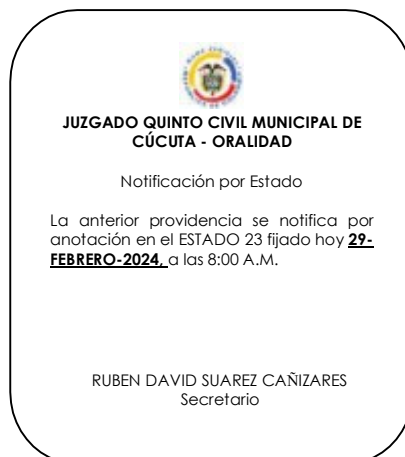 JUZGADO QUINTO CIVIL MUNICIPAL DE
CÚCUTA - ORALIDAD
Notificación por Estado
La anterior providencia se notifica por
anotación en el ESTADO 23 fijado hoy 29-
FEBRERO-2024, a las 8:00 A.M.
RUBEN DAVID SUAREZ CAÑIZARES
Secretario